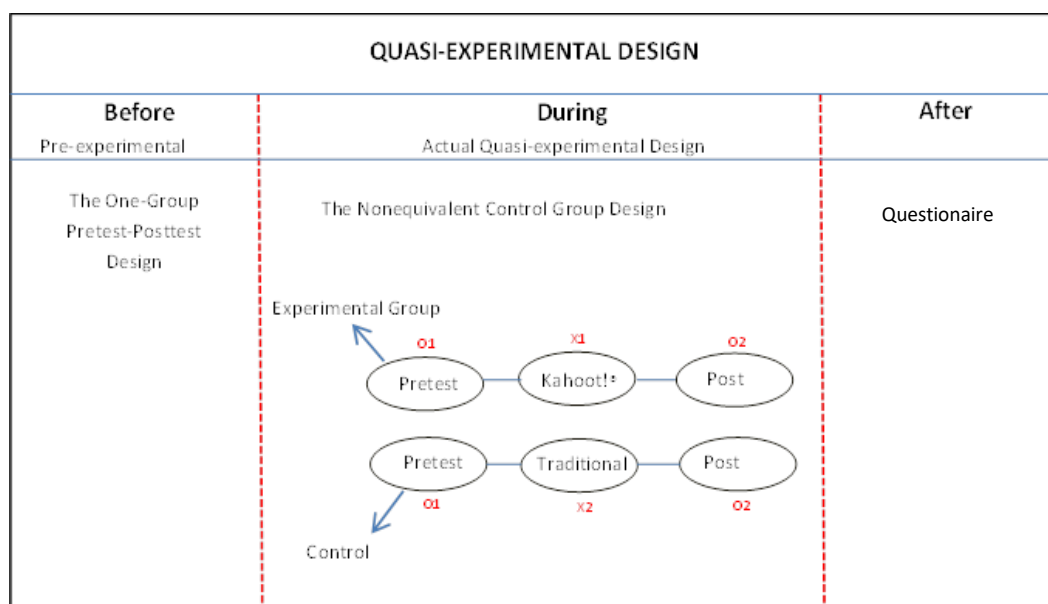 QUASI-EXPERIMENTAL DESIGN
Before
Pre-experimental
During
Actual Quasi-experimental Design
After
The One-Group
Pretest-Posttest
Design
The Nonequivalent Control Group Design
Questionaire
Experimental Group
O1
X1
O2
Pretest
Kahoot!
Post
Pretest
Traditional
Post
O1
X2
O2
Control